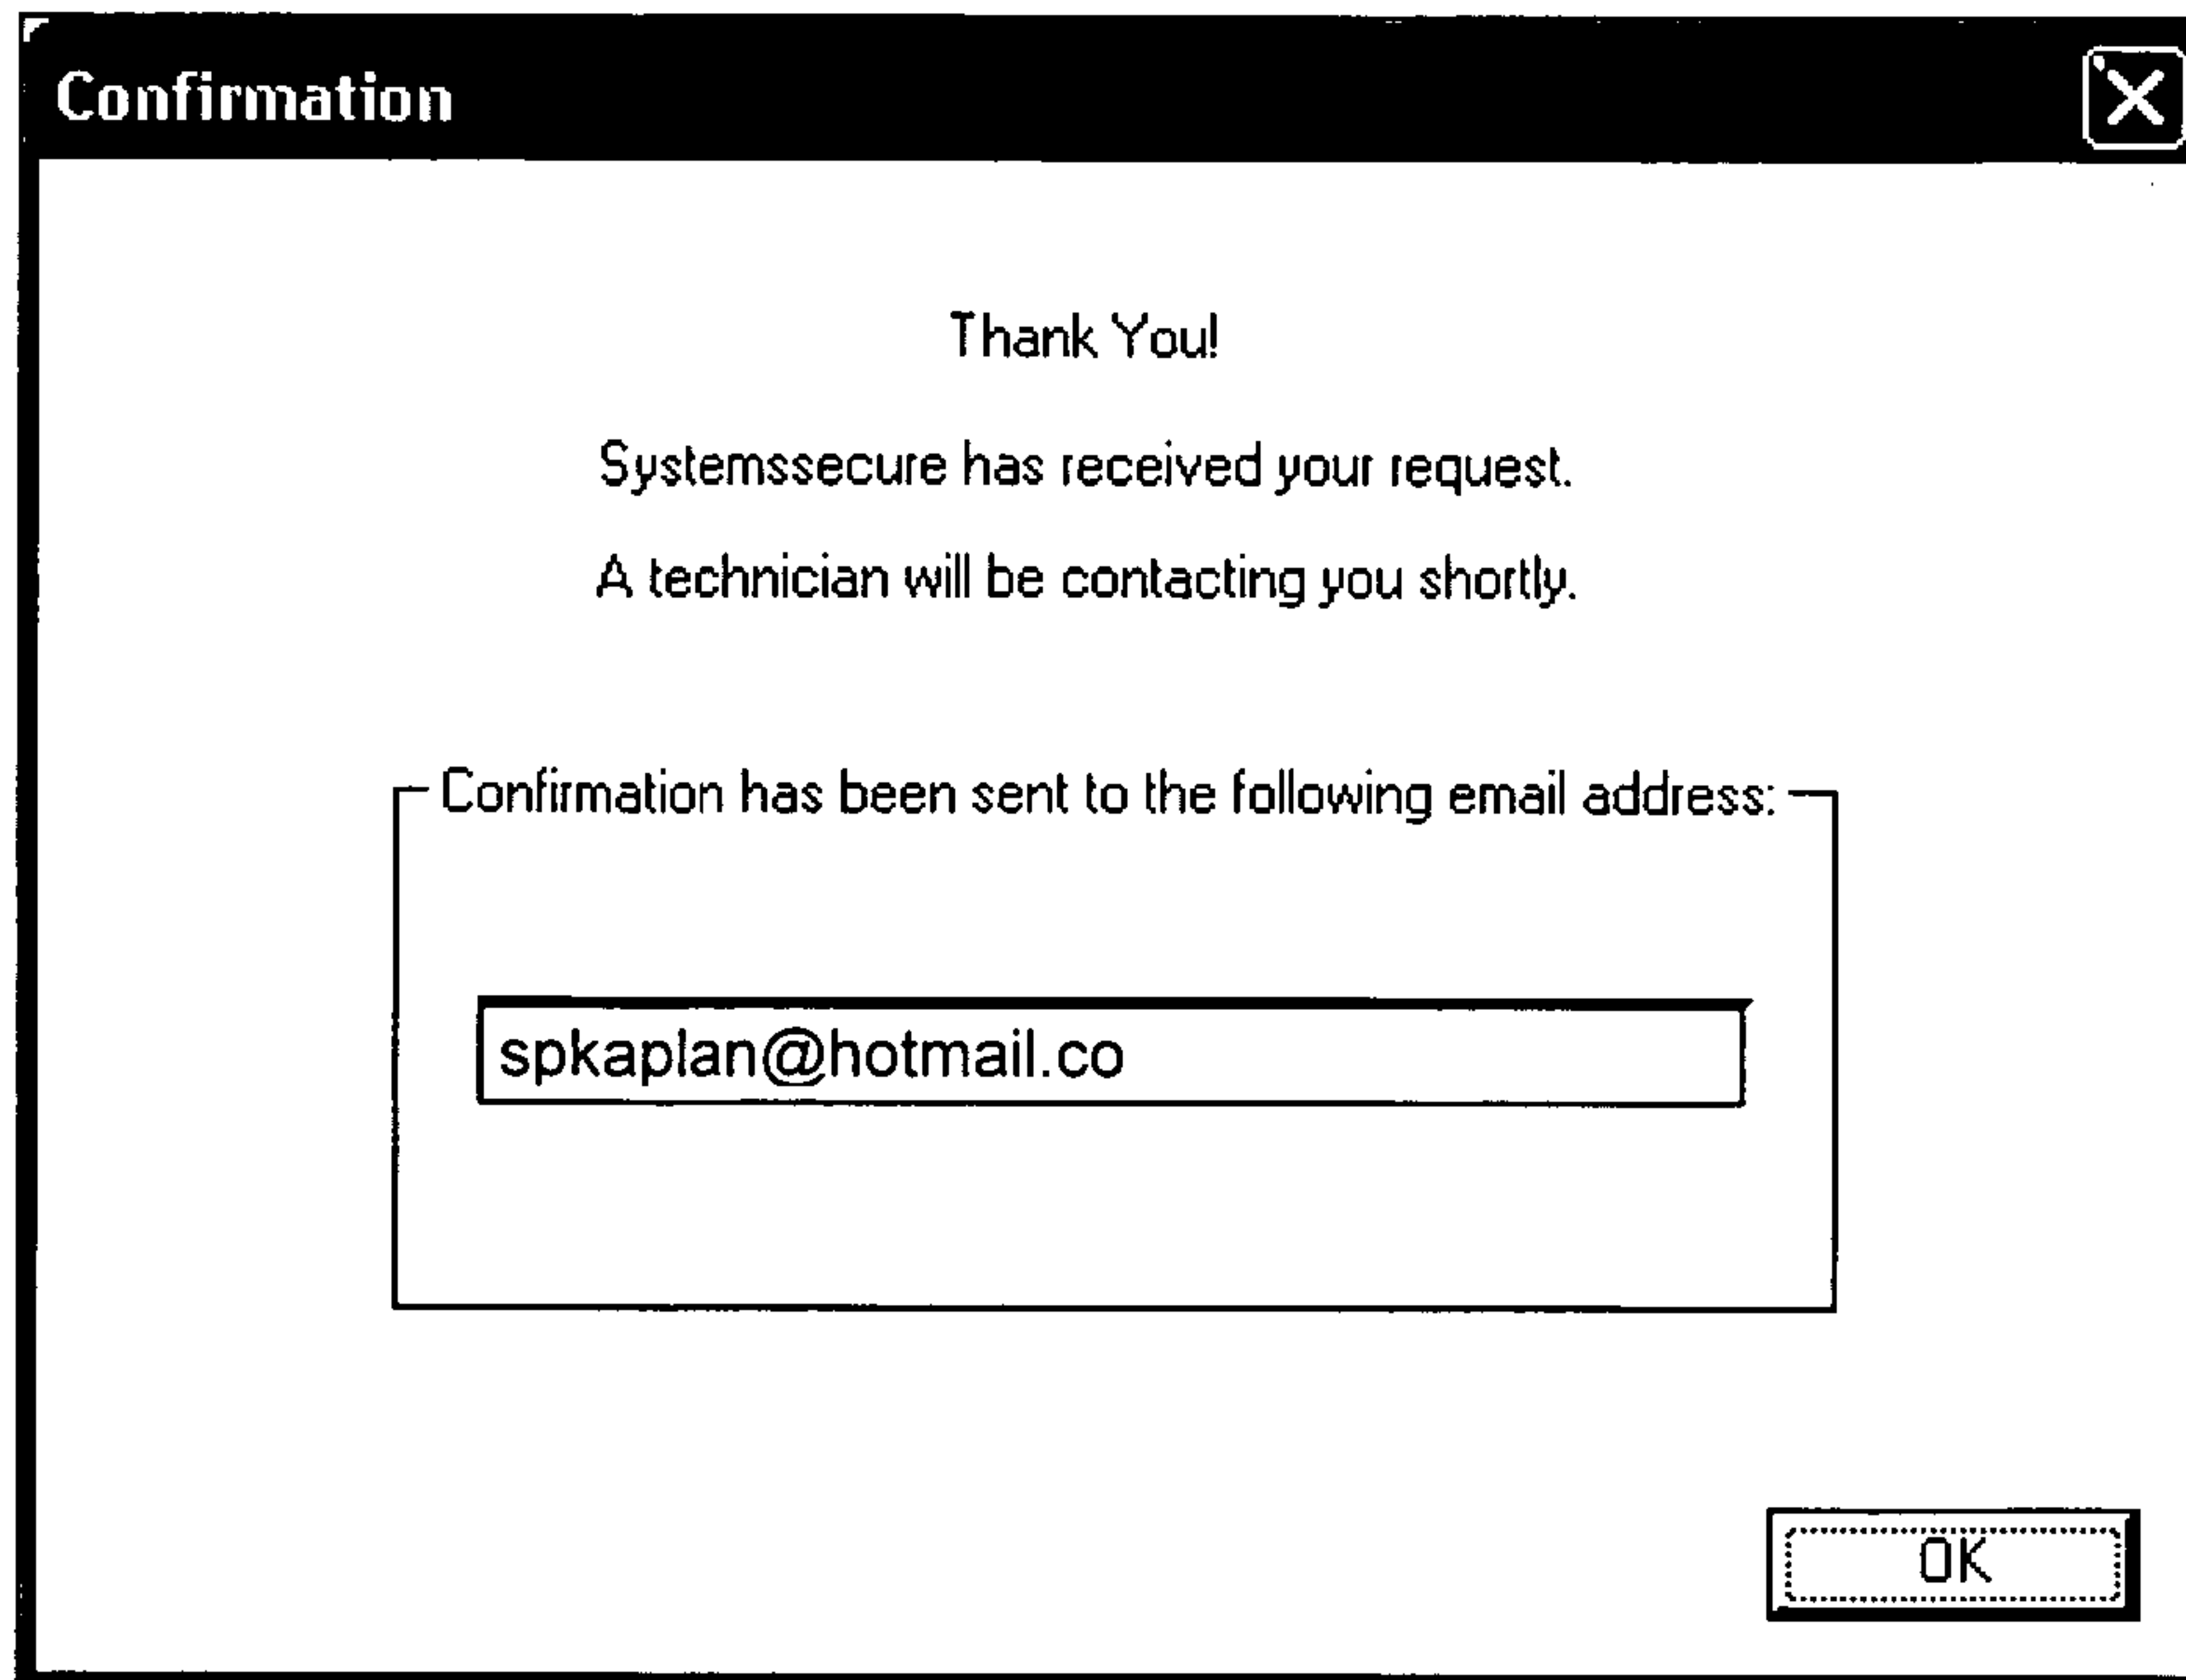 Confirmation
Thank You!
Systemssecure has received your request.
A technician will be contacting you shortly.
Confirmation has been sent to the following email address:
spkaplan@hotmail.co
OK